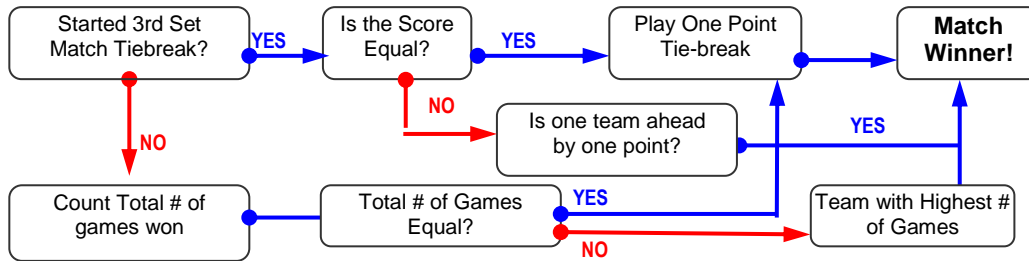 Started 3rd Set
Match Tiebreak?
YES
Is the Score
Equal?
YES
Play One Point
Tie-break
Match
Winner!
NO
NO
Is one team ahead
by one point?
YES
Count Total # of
games won
Total # of Games
Equal?
YES
NO
Team with Highest #
of Games